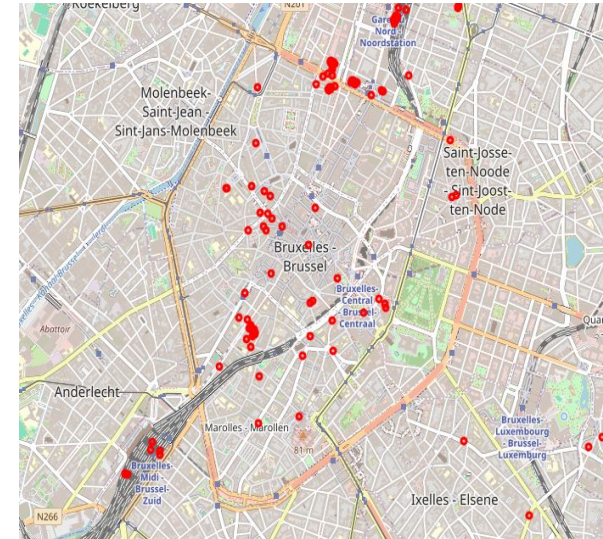 Koekelberg
N201
Gare
Nord -
Noordstation
Molenbeek-
Saint-Jean -
Sint-Jans-Molenbeek
Saint-Josse-
ten-Noode
- Sint-Joost-
ten-Node
Bruxelles -
Brussel
Bruxelles-
Central
- Brussel-
Centraal
Abattoir
Quar
Anderlecht
Marolles - Marollen
81 m
Bruxelles-
Luxembourg
- Brussel-
Luxemburg
Bruxelles-
Midi -
Brussel-
Zuid
Ixelles - Elsene
N266